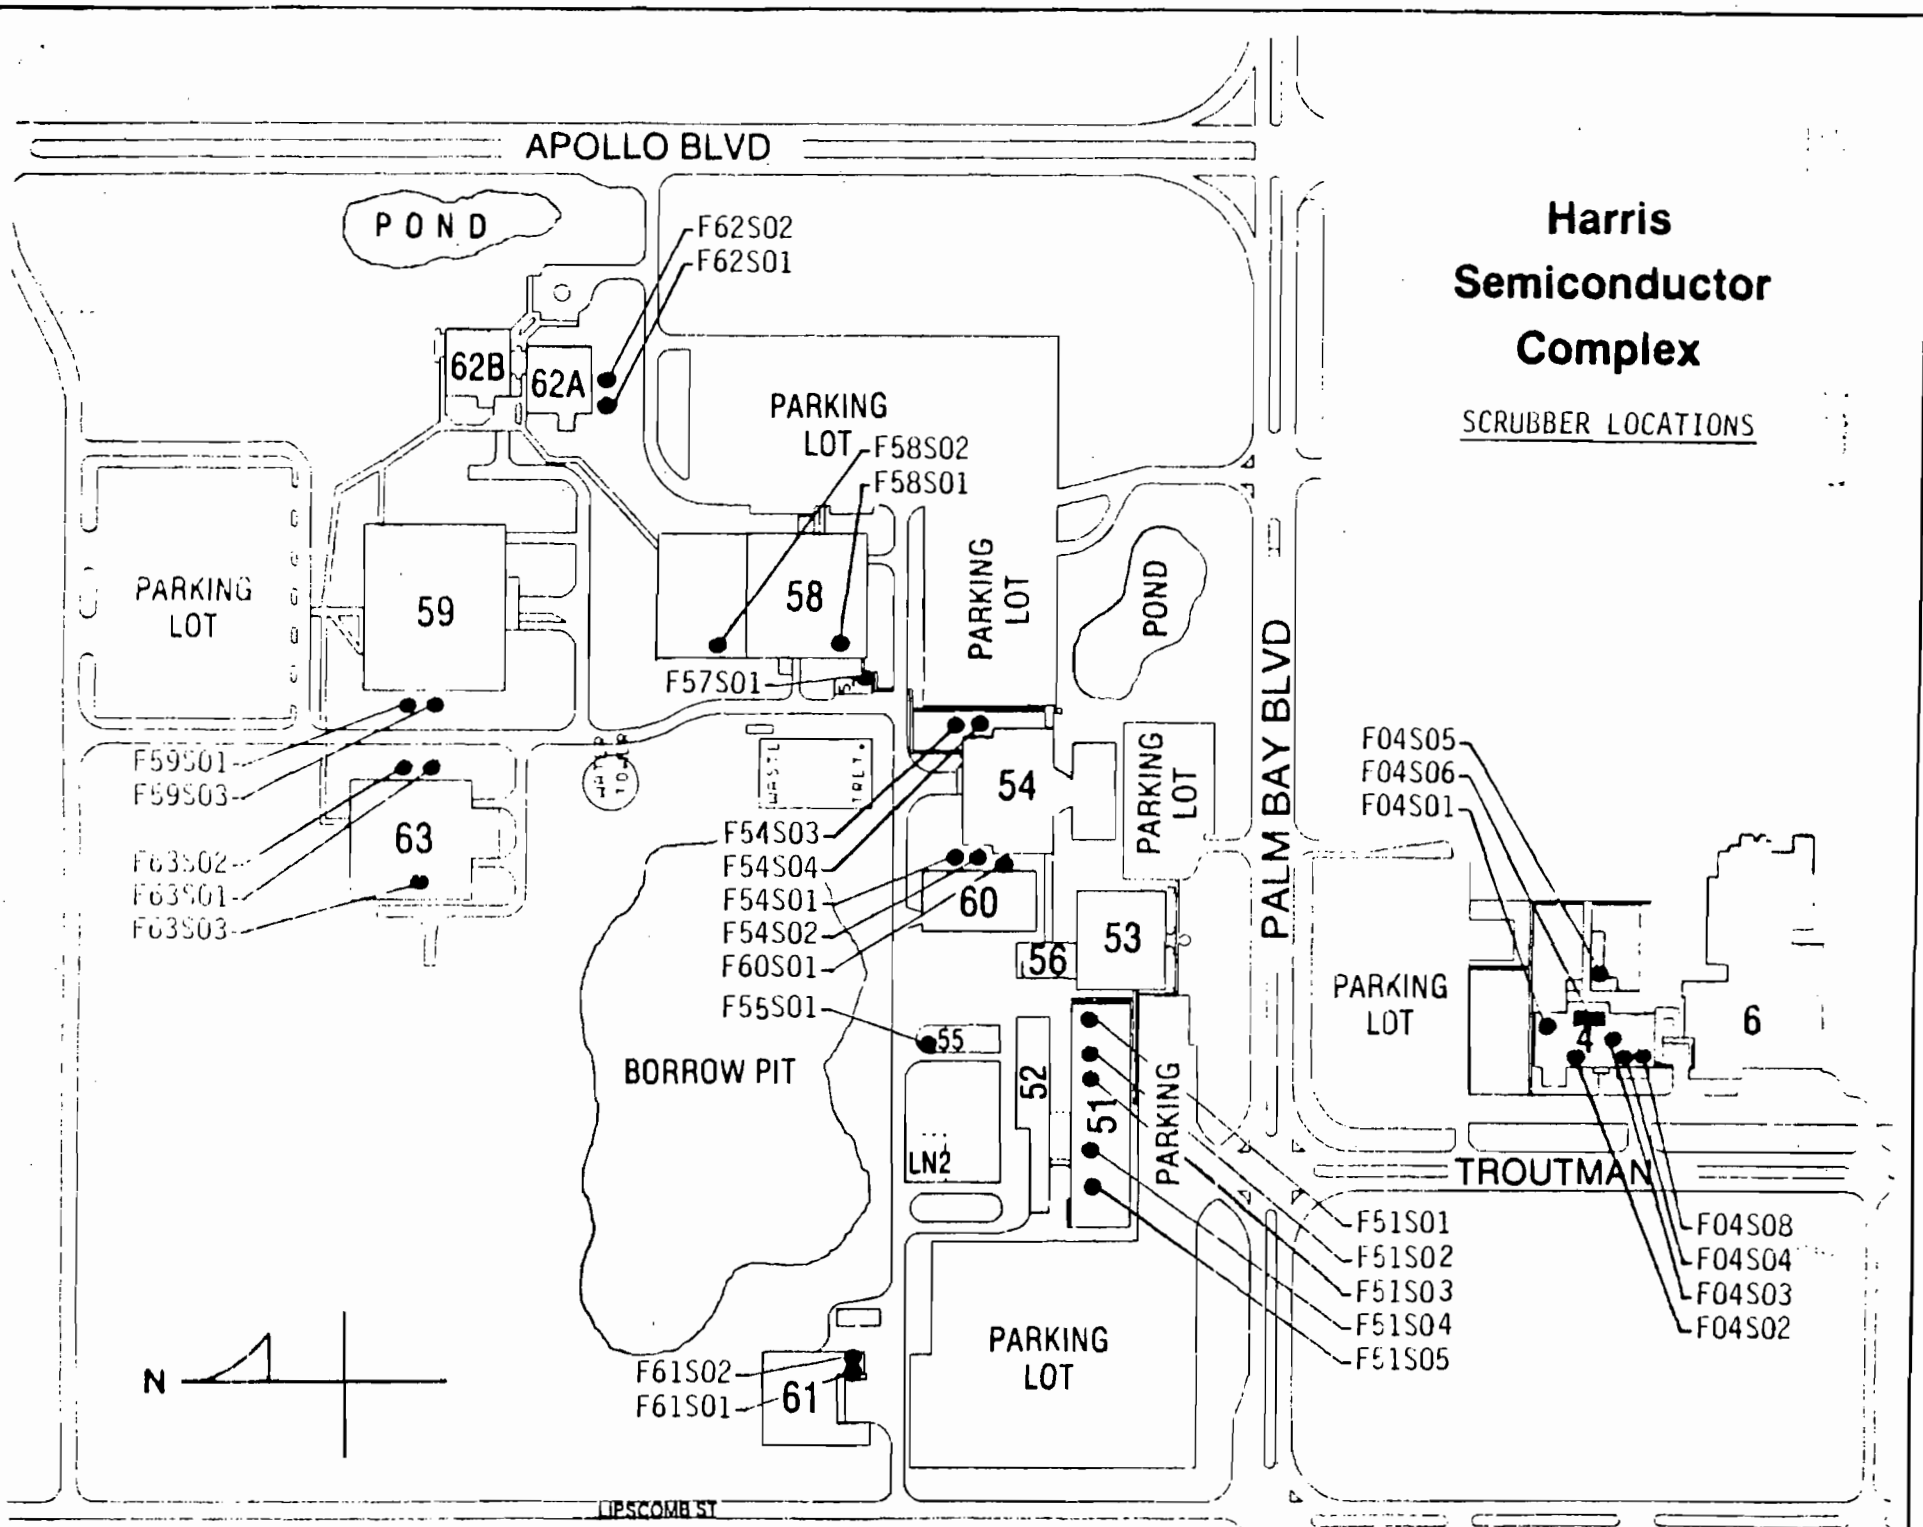 APOLLO BLVD
POND
F62S02
F62S01
Harris
Semiconductor
Complex
SCRUBBER LOCATIONS
62B
62A
PARKING
LOT
F58S02
F58S01
PARKING
LOT
59
58
PARKING
LOT
POND
F57S01
PALM BAY BLVD
F59S01
F59S03
63
F63S02
F63S01
F63S03
54
PARKING
LOT
F54S03
F54S04
F54S01
F54S02
F60S01
F55S01
60
56
53
F04S05
F04S06
F04S01
PARKING
LOT
4
6
BORROW PIT
55
52
51
PARKING
LN2
TROUTMAN
F51S01
F51S02
F51S03
F51S04
F51S05
F04S08
F04S04
F04S03
F04S02
N
F61S02
F61S01
61
PARKING
LOT
LIPSCOMB ST